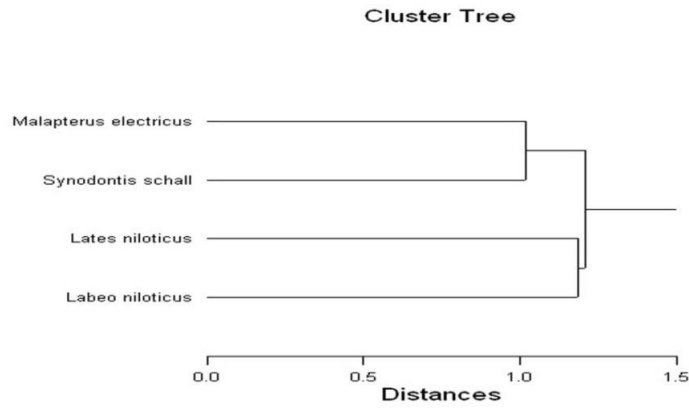 Cluster Tree
Malapterus electricus
Synodontis schall
Lates niloticus
Labeo niloticus
0.0 0.5 1.0 1.5
Distances